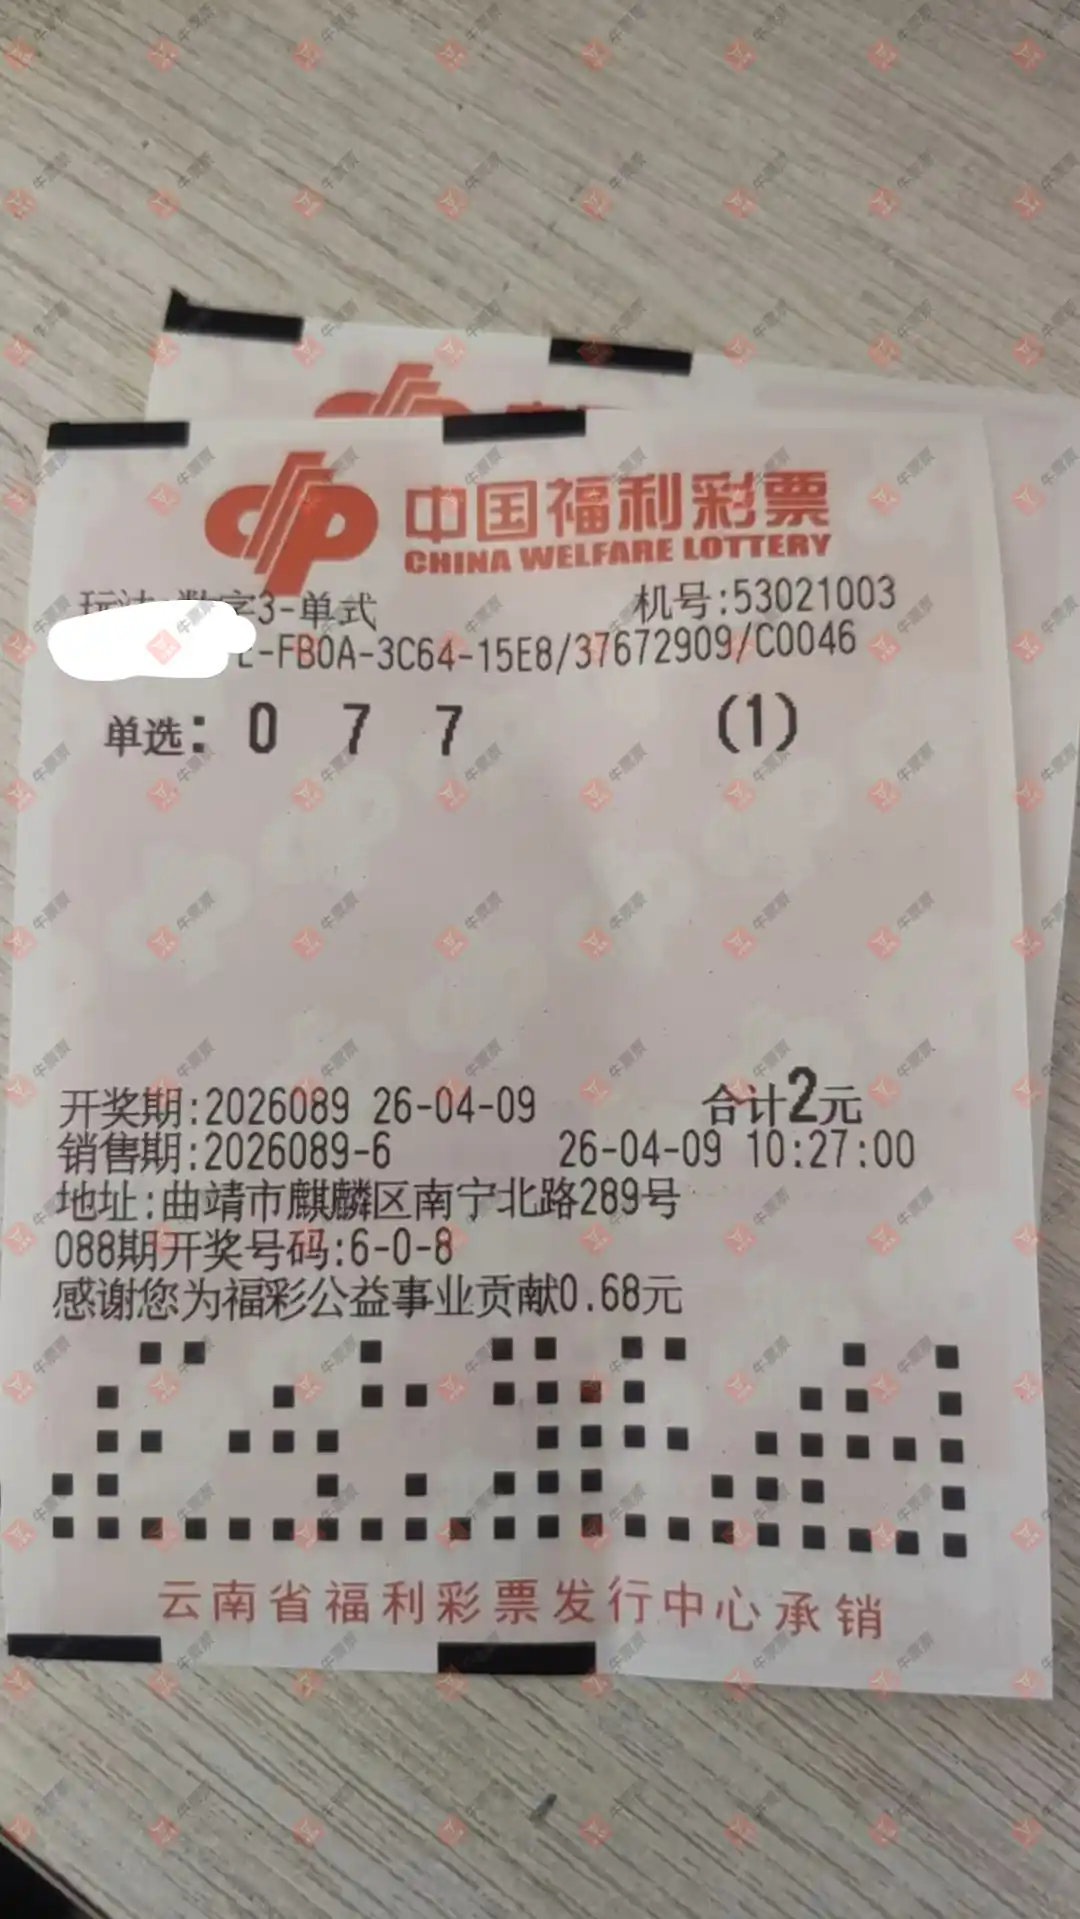 中国福利彩票
CHINA WELFARE LOTTERY
玩法:数字3-单式 机号:53021003
-FB0A-3C64-15E8/37672909/C0046
单选: 0 7 7 (1)
开奖期:2026089 26-04-09 合计2元
销售期:2026089-6 26-04-09 10:27:00
地址:曲靖市麒麟区南宁北路289号
088期开奖号码:6-0-8
感谢您为福彩公益事业贡献0.68元
云南省福利彩票发行中心承销
牛票票